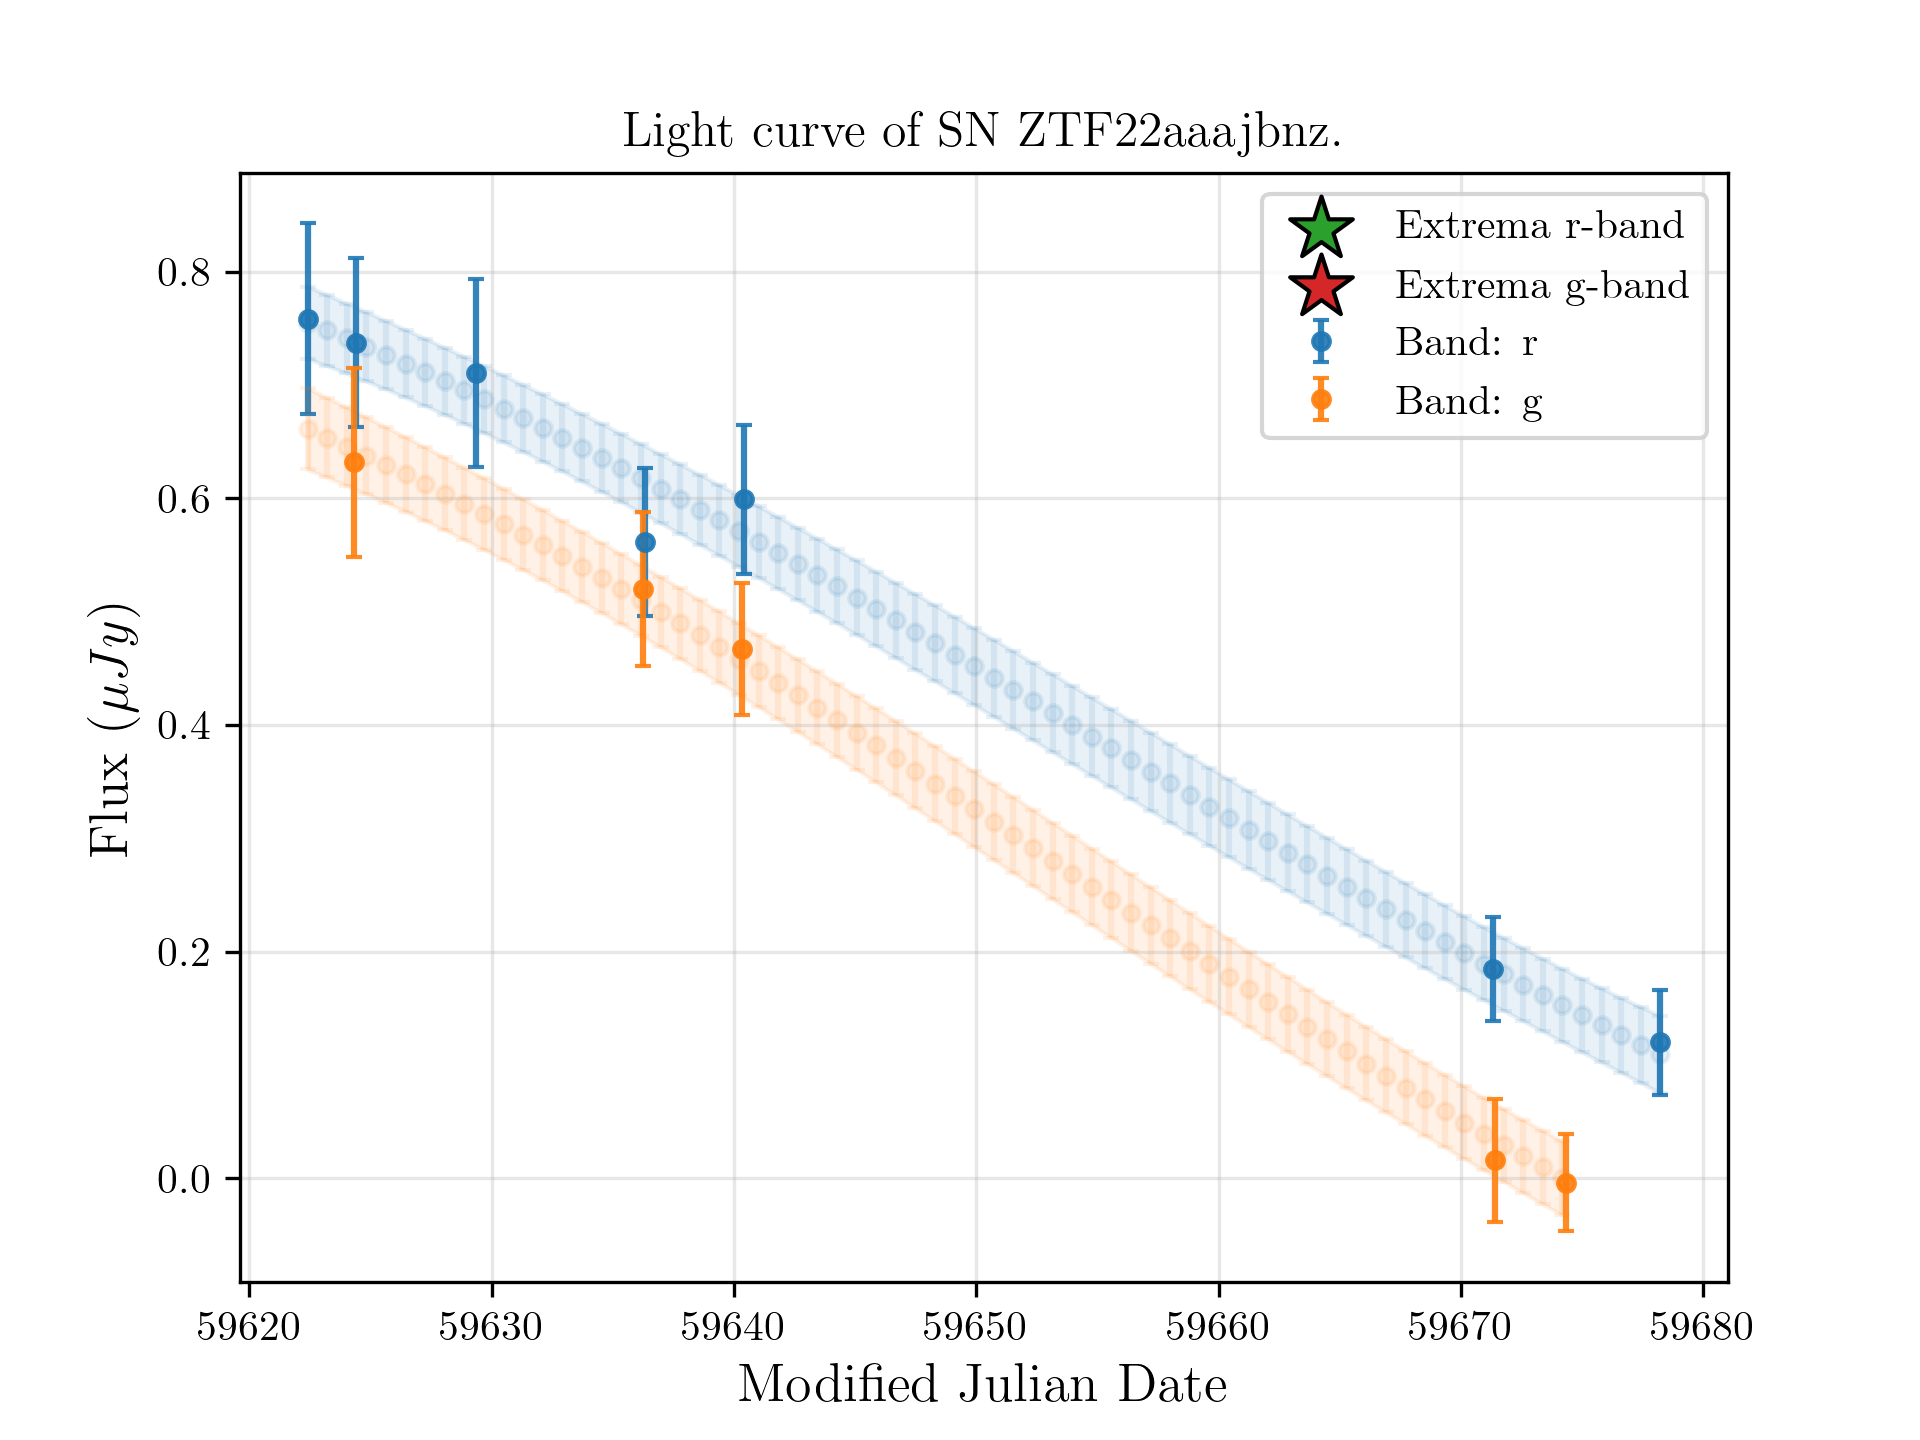 Light curve of SN ZTF22aaajbnz.
Extrema r-band
Extrema g-band
Band: r
Band: g
0.8
0.6
0.4
0.2
0.0
Flux (μJy)
59620 59630 59640 59650 59660 59670 59680
Modified Julian Date